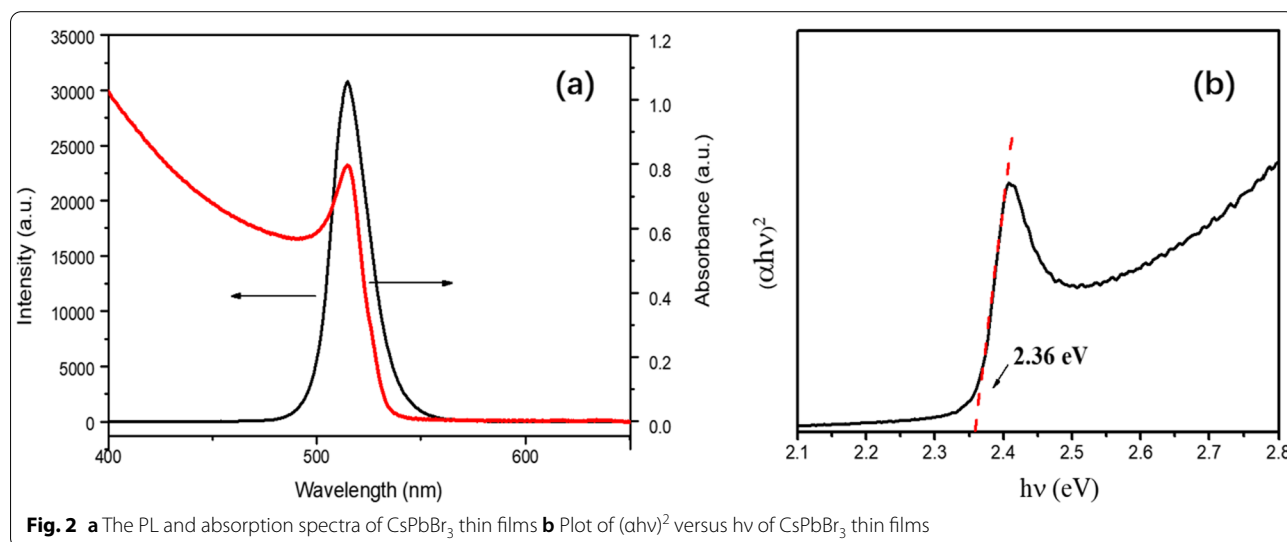 35000
30000
25000
20000
15000
10000
5000
0
Intensity (a.u.)
400
500
600
Wavelength (nm)
1.2
1.0
0.8
0.6
0.4
0.2
0.0
Absorbance (a.u.)
(a)
(b)
(αhν)²
2.36 eV
2.1 2.2 2.3 2.4 2.5 2.6 2.7 2.8
hν (eV)
Fig. 2 a The PL and absorption spectra of CsPbBr₃ thin films b Plot of (αhv)² versus hv of CsPbBr₃ thin films